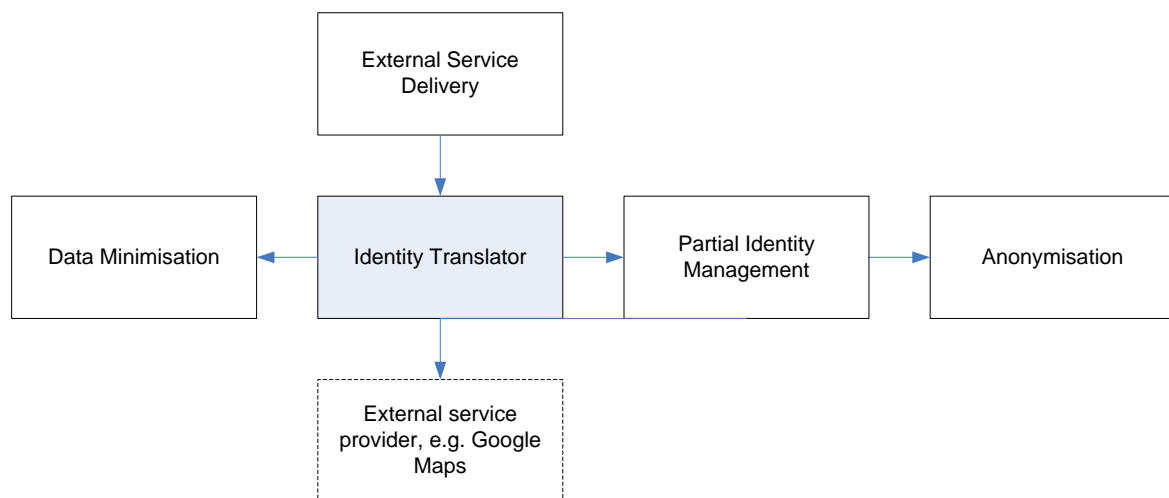 External Service
Delivery
Data Minimisation
Identity Translator
Partial Identity
Management
Anonymisation
External service
provider, e.g. Google
Maps